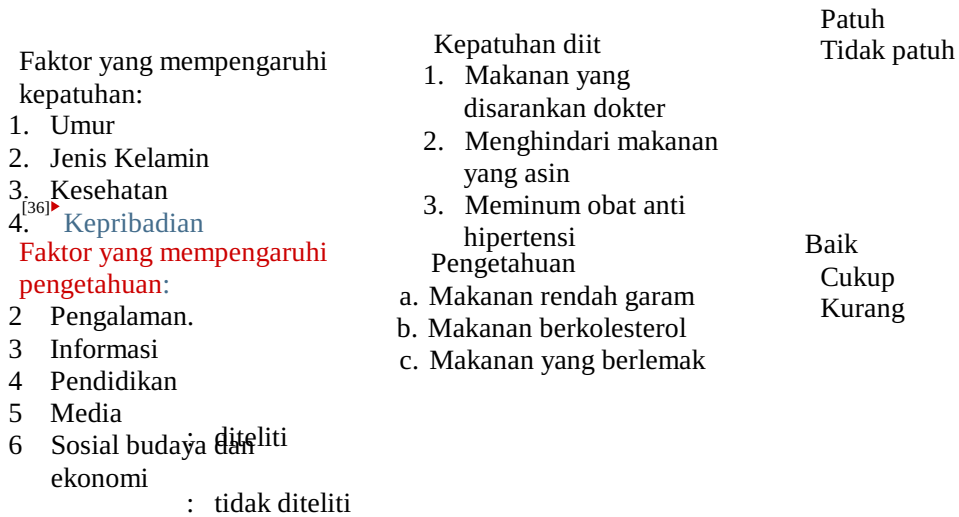 Faktor yang mempengaruhi
kepatuhan:
1. Umur
2. Jenis Kelamin
3. Kesehatan
[36]
4. Kepribadian
Faktor yang mempengaruhi
pengetahuan:
2 Pengalaman.
3 Informasi
4 Pendidikan
5 Media
6 Sosial budaya dan
ekonomi
: diteliti
: tidak diteliti
Kepatuhan diit
1. Makanan yang
disarankan dokter
2. Menghindari makanan
yang asin
3. Meminum obat anti
hipertensi
Pengetahuan
a. Makanan rendah garam
b. Makanan berkolesterol
c. Makanan yang berlemak
Patuh
Tidak patuh
Baik
Cukup
Kurang